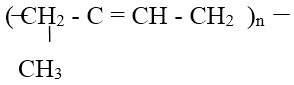 (–CH2 - C = CH - CH2 )n –
|
CH3